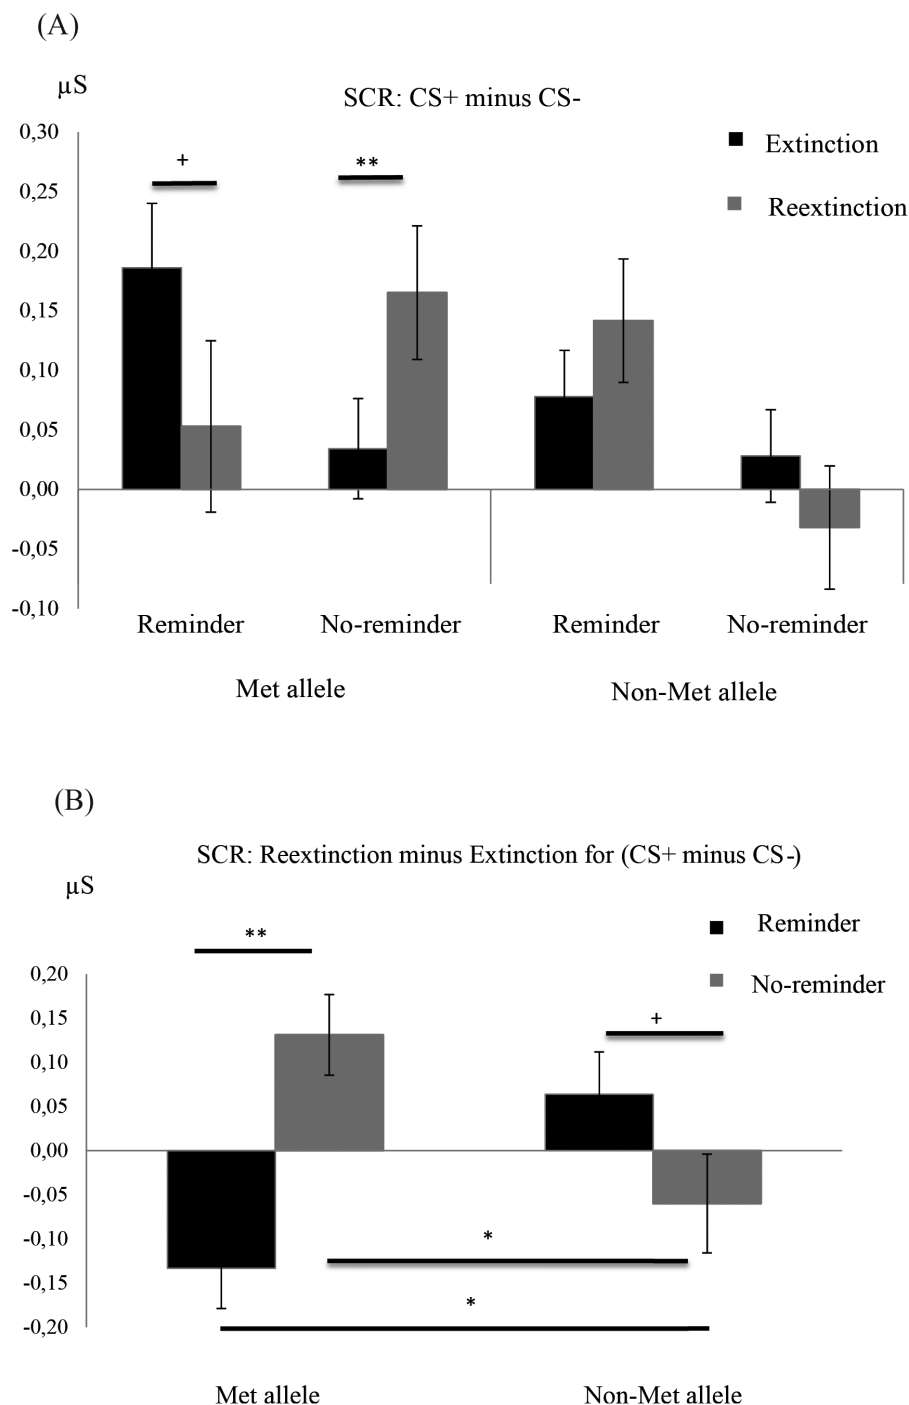 (A)
µS
SCR: CS+ minus CS-
0,30
0,25
0,20
0,15
0,10
0,05
0,00
-0,05
-0,10
+
**
Extinction
Reextinction
Reminder No-reminder Reminder No-reminder
Met allele Non-Met allele
(B)
SCR: Reextinction minus Extinction for (CS+ minus CS-)
µS
**
Reminder
No-reminder
+
0,20
0,15
0,10
0,05
0,00
-0,05
-0,10
-0,15
-0,20
*
*
Met allele Non-Met allele